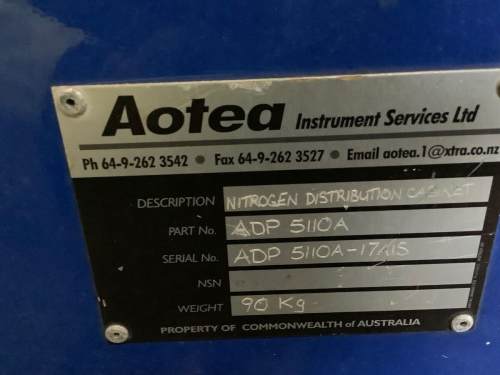 Aotea Instrument Services Ltd
Ph 64-9-262 3542 • Fax 64-9-262 3527 • Email aotea.1@xtra.co.nz
DESCRIPTION NITROGEN DISTRIBUTION CABINET
PART No. ADP 5110A
SERIAL No. ADP 5110A-17/15
NSN
WEIGHT 90 Kg
PROPERTY OF COMMONWEALTH of AUSTRALIA